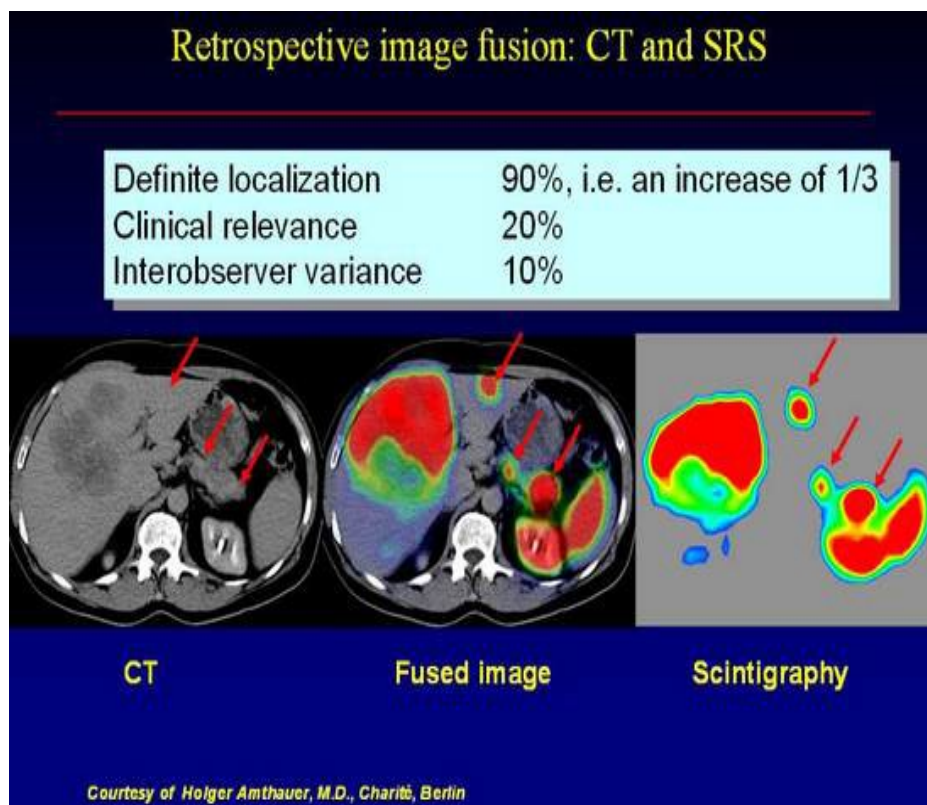 Retrospective image fusion: CT and SRS
Definite localization 90%, i.e. an increase of 1/3
Clinical relevance 20%
Interobserver variance 10%
CT Fused image Scintigraphy
Courtesy of Holger Amthauer, M.D., Charitè, Berlin